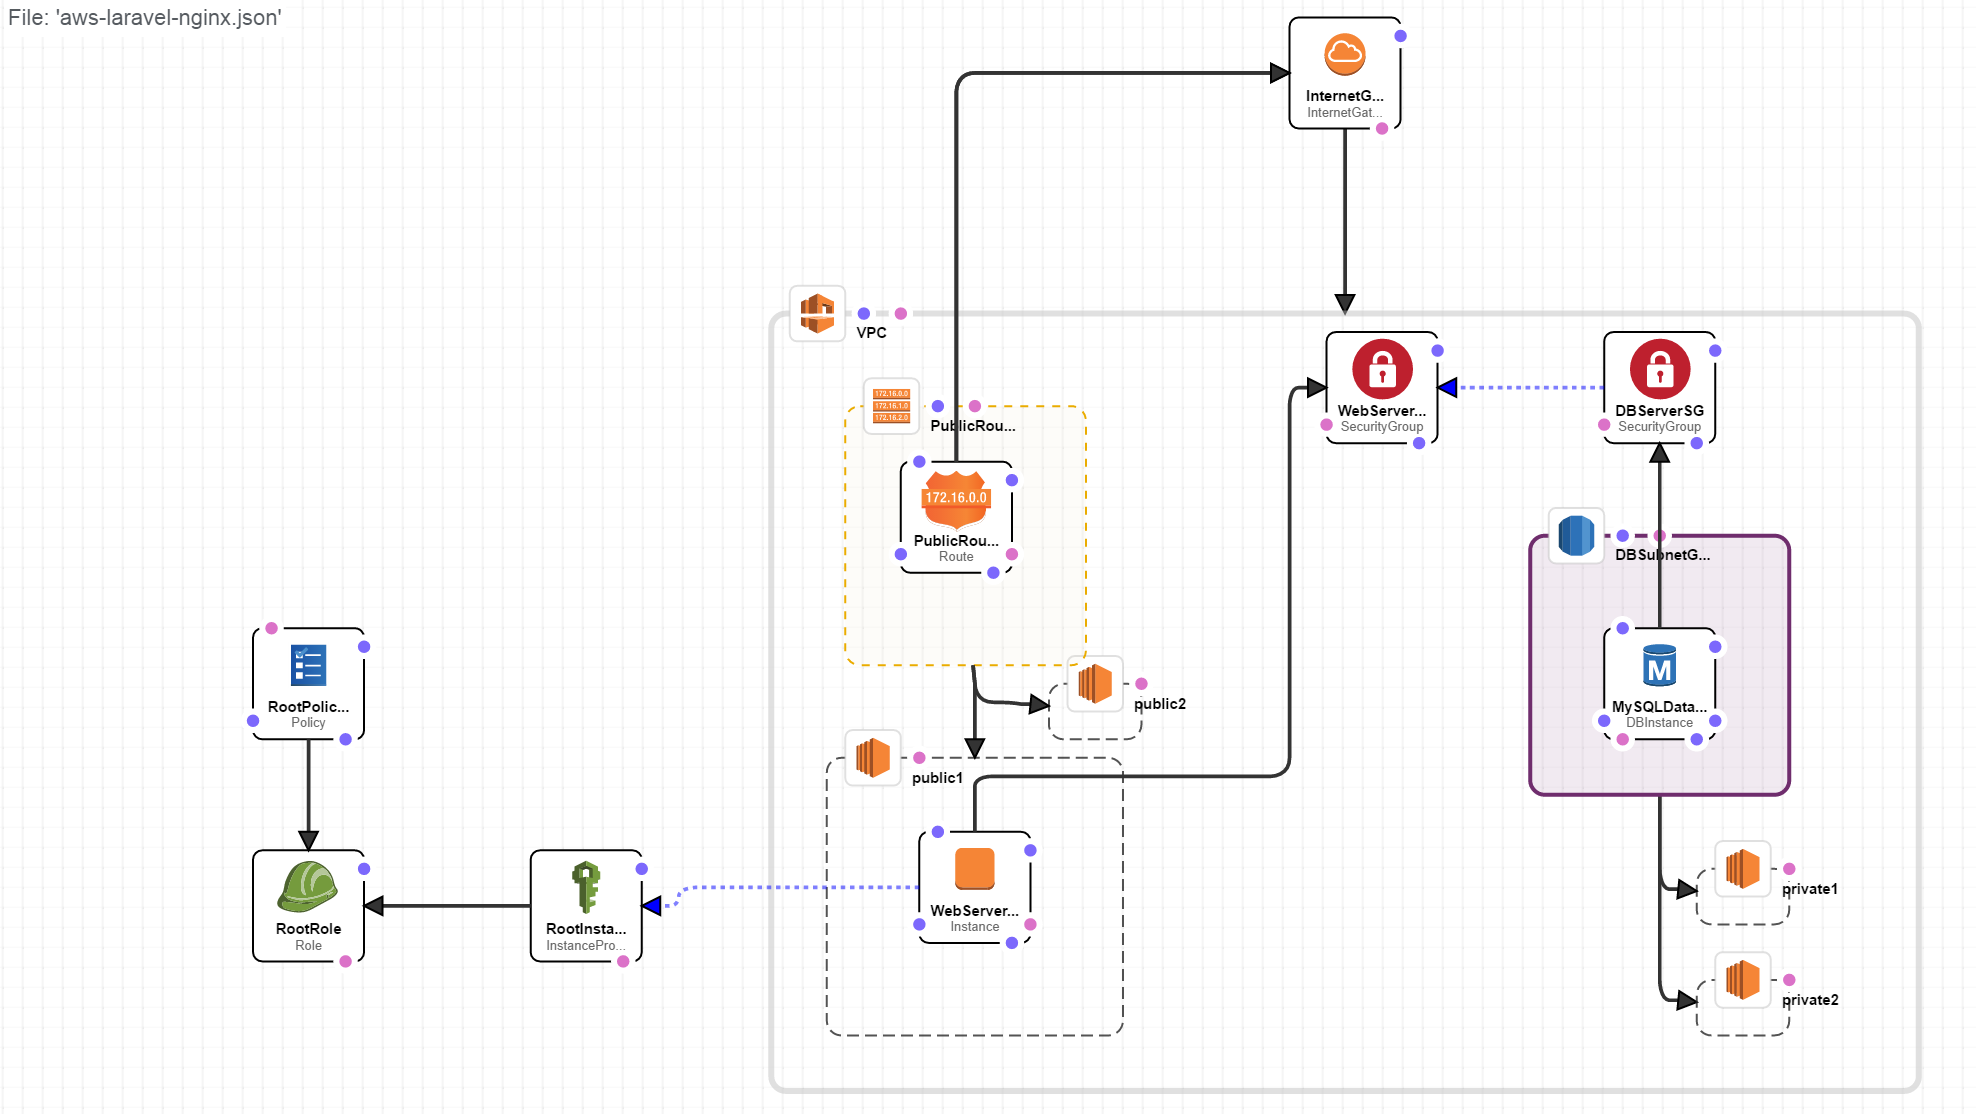 File: 'aws-laravel-nginx.json'
InternetG...
InternetGat...
VPC
172.16.0.0
172.16.1.0
172.16.2.0
PublicRou...
172.16.0.0
PublicRou...
Route
WebServer...
SecurityGroup
DBServerSG
SecurityGroup
DBSubnetG...
M
MySQLData...
DBInstance
RootPolic...
Policy
public2
public1
RootRole
Role
RootInsta...
InstancePro...
WebServer...
Instance
private1
private2